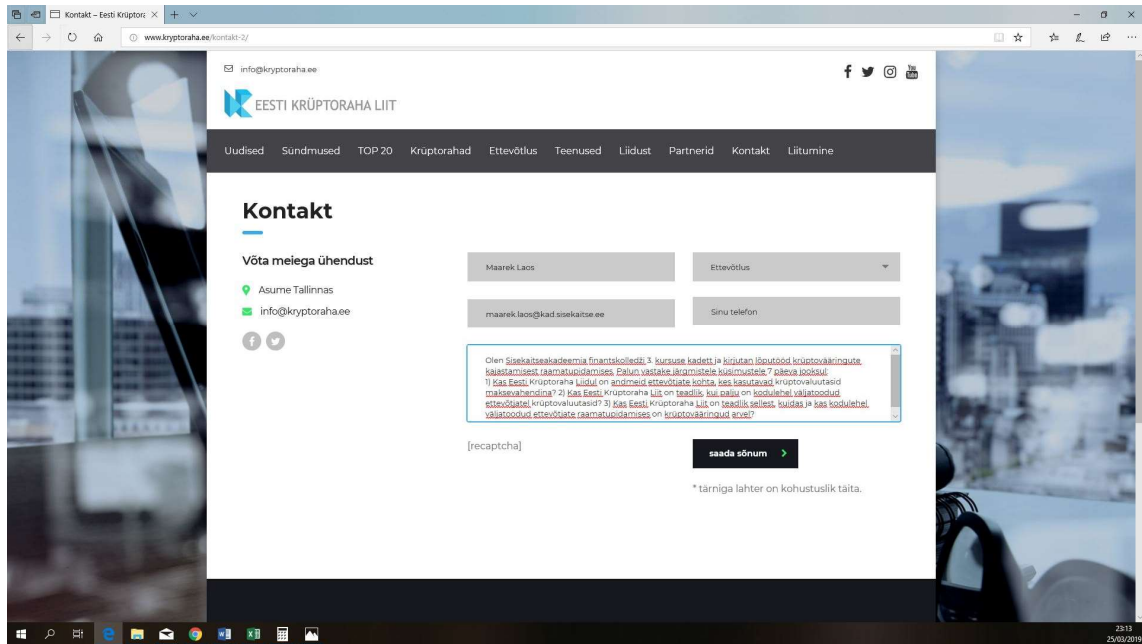 Kontakt – Eesti Krüptora
www.kryptoraha.ee/kontakt-2/
info@kryptoraha.ee
You
Tube
EESTI KRÜPTORAHA LIIT
Uudised Sündmused TOP 20 Krüptorahad Ettevõtlus Teenused Liidust Partnerid Kontakt Liitumine
Kontakt
Võta meiega ühendust
Asume Tallinnas
info@kryptoraha.ee
Maarek Laos
Ettevõtlus
maarek.laos@kad.sisekaitse.ee
Sinu telefon
Olen Sisekaitseakadeemia finantskolledži 3. kursuse kadett ja kirjutan lõputööd krüptovääringute
kajastamisest raamatupidamises. Palun vastake järgmistele küsimustele 7 päeva jooksul:
1) Kas Eesti Krüptoraha Liidul on andmeid ettevõtjate kohta, kes kasutavad krüptovaluutasid
maksevahendina? 2) Kas Eesti Krüptoraha Liit on teadlik, kui palju on kodulehel väljatoodud
ettevõtjatel krüptovaluutasid? 3) Kas Eesti Krüptoraha Liit on teadlik sellest, kuidas ja kas kodulehel
väljatoodud ettevõtjate raamatupidamises on krüptovääringud arvel?
[recaptcha]
saada sõnum
* tärniga lahter on kohustuslik täita.
23:13
25/03/2019